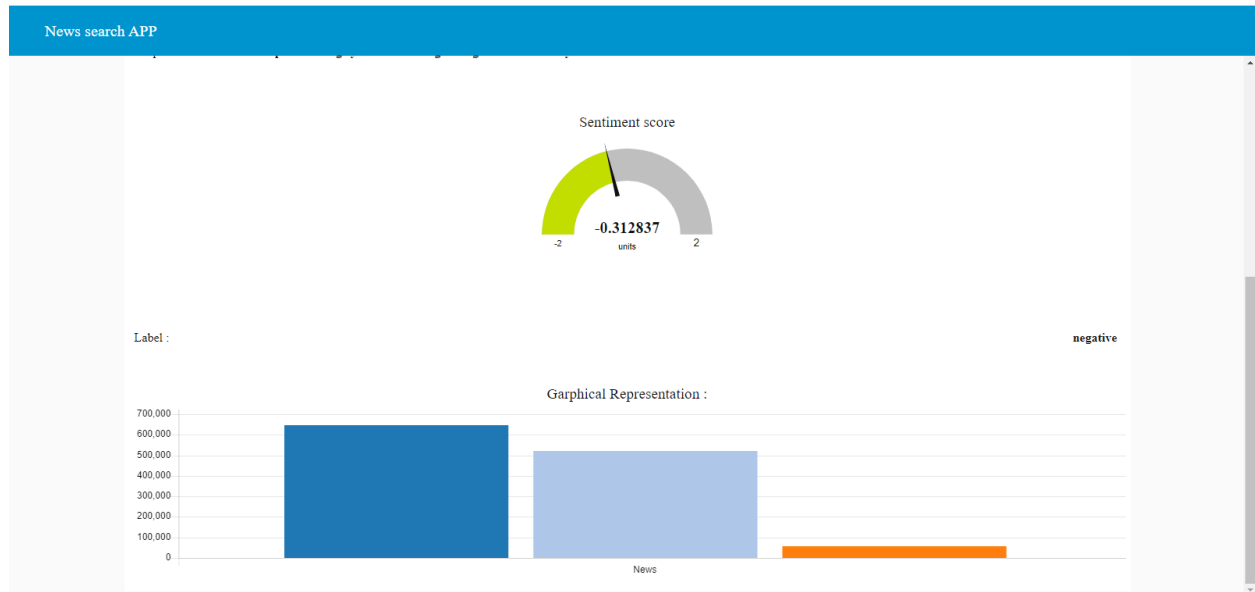 News search APP
Sentiment score
-0.312837
-2 units 2
Label : negative
Garphical Representation :
700,000
600,000
500,000
400,000
300,000
200,000
100,000
0
News